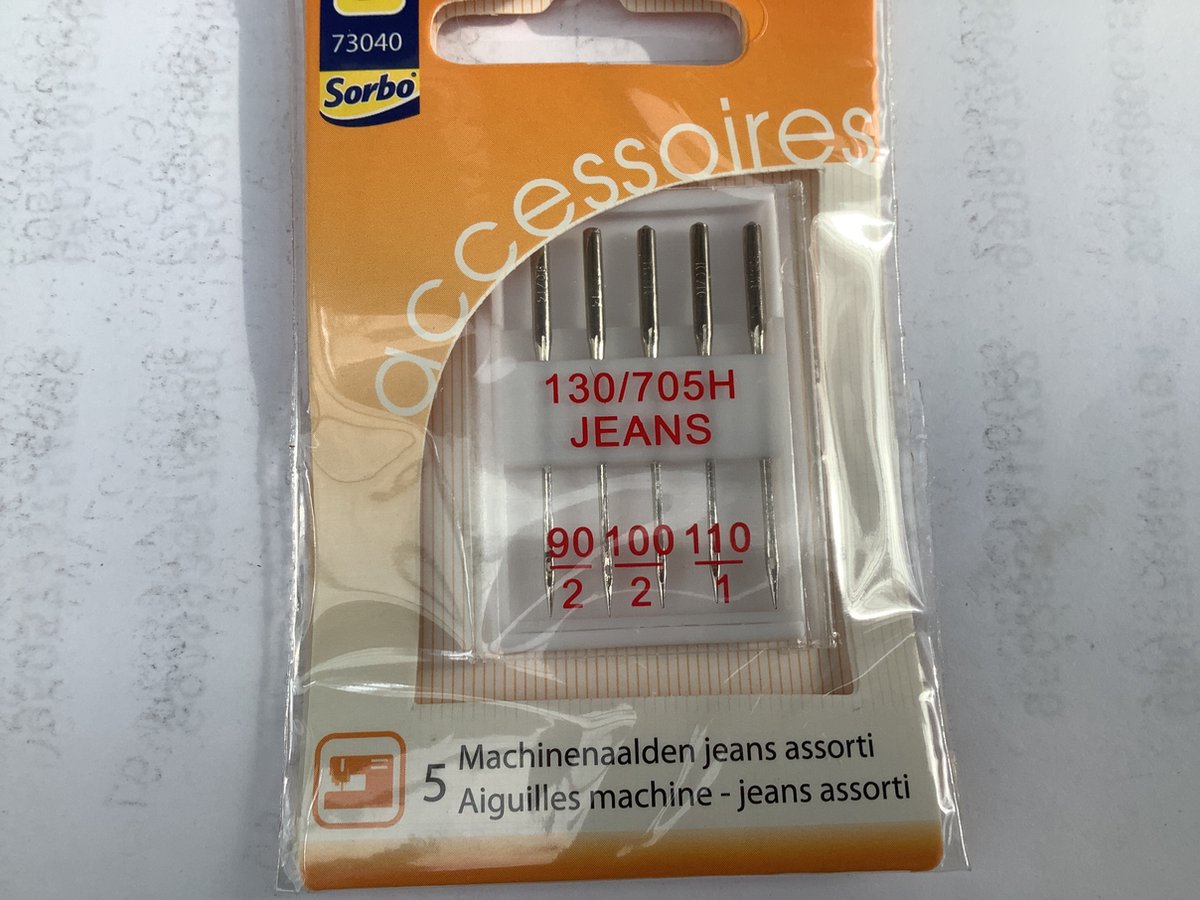 73040
Sorbo
accessoires
130/705H
JEANS
90 100 110
2 2 1
5 Machinenaalden jeans assorti
Aiguilles machine - jeans assorti